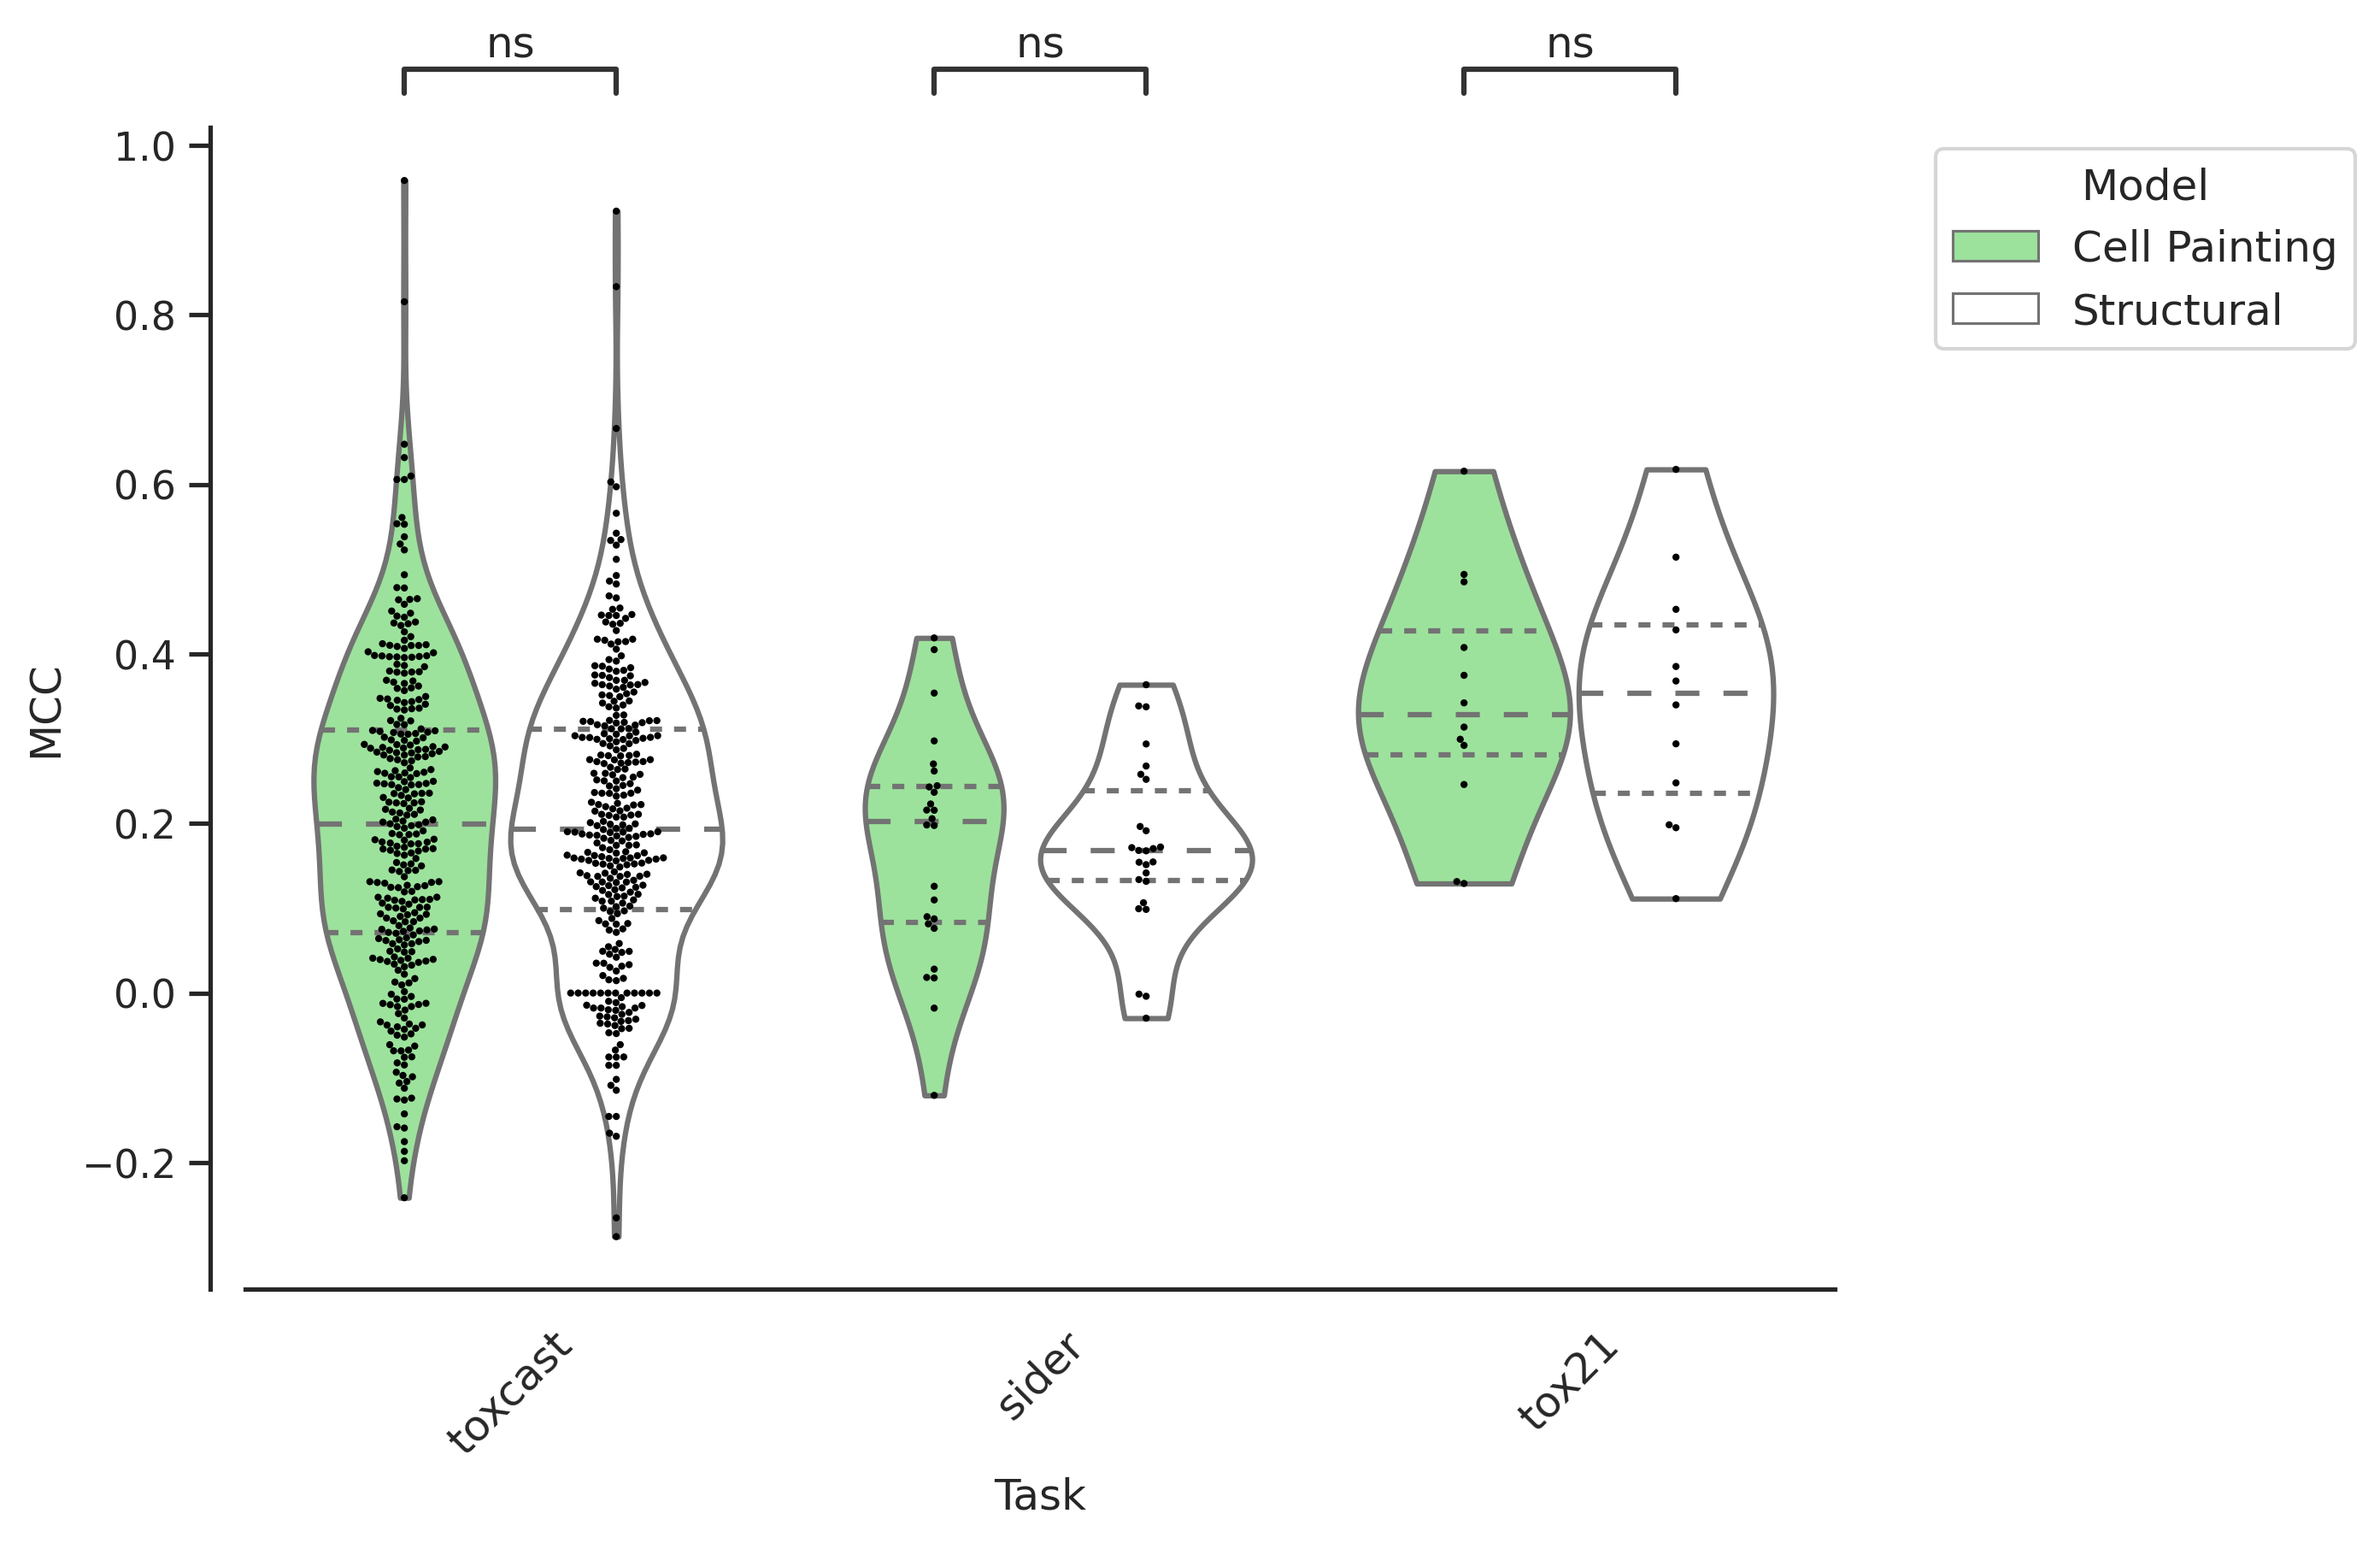 ns
ns
ns
1.0
0.8
0.6
0.4
0.2
0.0
−0.2
MCC
Model
Cell Painting
Structural
toxcast
sider
tox21
Task